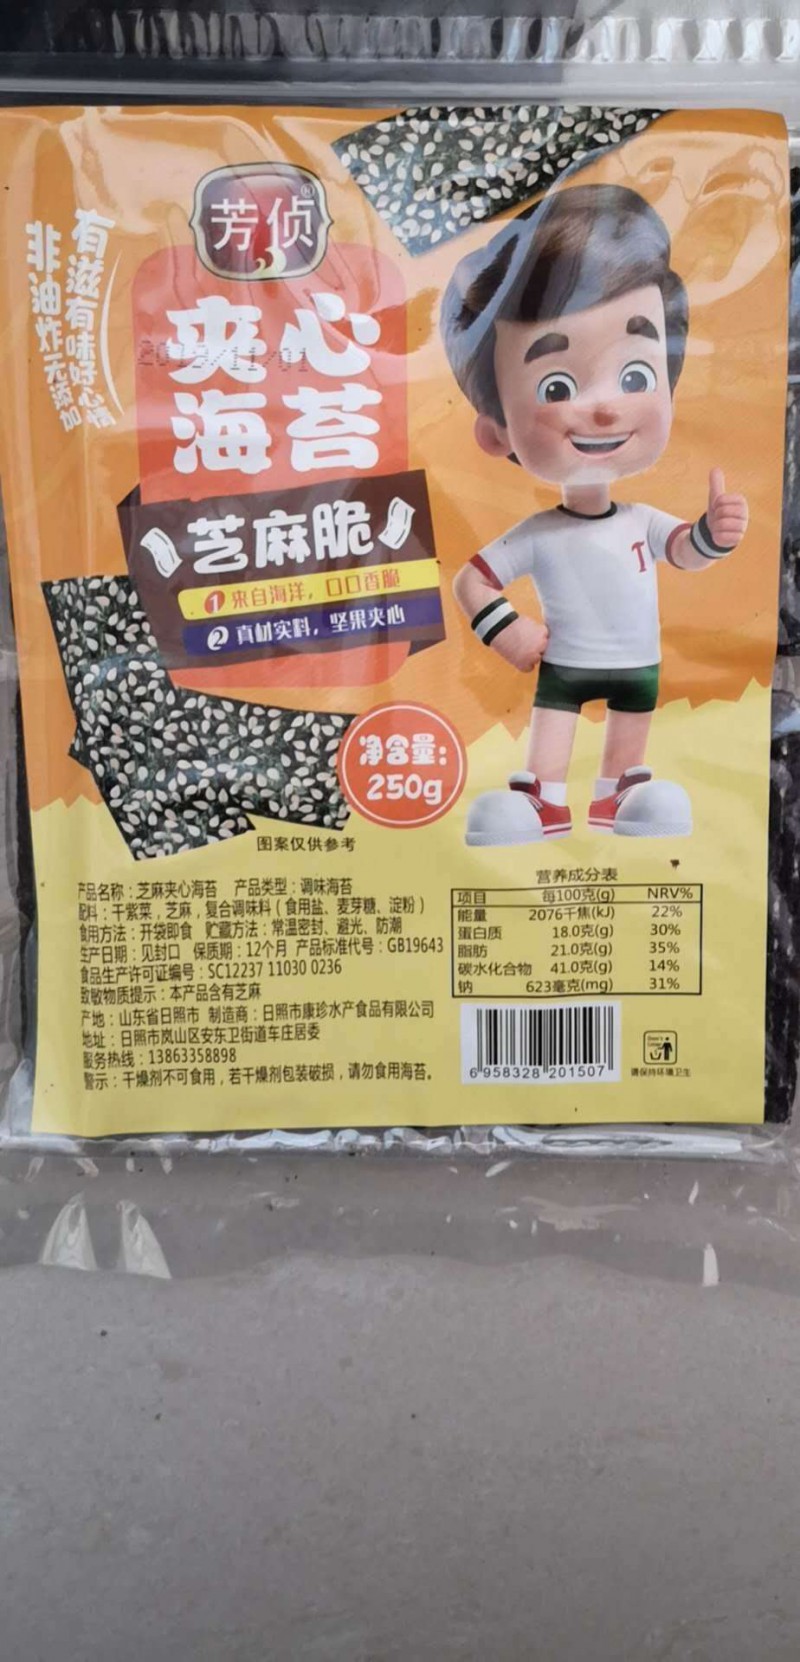 芳侦®
有滋有味好心情
非油炸无添加
夹心
海苔
2019/11/01
芝麻脆
1 来自海洋，口口香脆
2 真材实料，坚果夹心
T
净含量：
250g
图案仅供参考
产品名称：芝麻夹心海苔 产品类型：调味海苔
配料：干紫菜，芝麻，复合调味料（食用盐、麦芽糖、淀粉）
食用方法：开袋即食 贮藏方法：常温密封、避光、防潮
生产日期：见封口 保质期：12个月 产品标准代号：GB19643
食品生产许可证编号：SC12237 11030 0236
致敏物质提示：本产品含有芝麻
产地：山东省日照市 制造商：日照市康珍水产食品有限公司
地址：日照市岚山区安东卫街道车庄居委
服务热线：13863358898
警示：干燥剂不可食用，若干燥剂包装破损，请勿食用海苔。
营养成分表
项目 每100克(g) NRV%
能量 2076千焦(kJ) 22%
蛋白质 18.0克(g) 30%
脂肪 21.0克(g) 35%
碳水化合物 41.0克(g) 14%
钠 623毫克(mg) 31%
6 958328 201507
请保持环境卫生